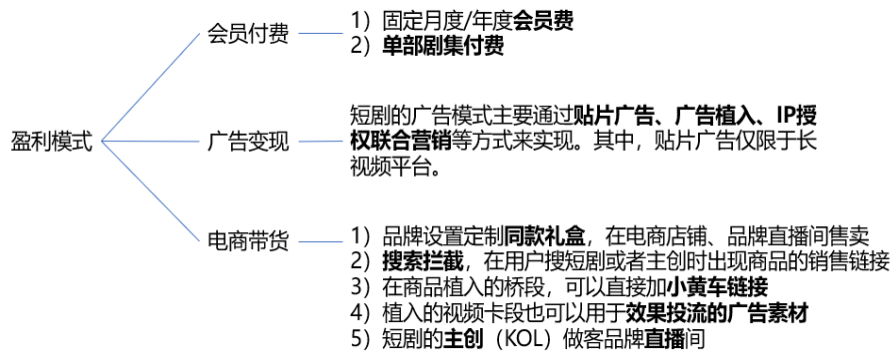 会员付费
1）固定月度/年度会员费
2）单部剧集付费
盈利模式
广告变现
短剧的广告模式主要通过贴片广告、广告植入、IP授
权联合营销等方式来实现。其中，贴片广告仅限于长
视频平台。
电商带货
1）品牌设置定制同款礼盒，在电商店铺、品牌直播间售卖
2）搜索拦截，在用户搜短剧或者主创时出现商品的销售链接
3）在商品植入的桥段，可以直接加小黄车链接
4）植入的视频卡段也可以用于效果投流的广告素材
5）短剧的主创（KOL）做客品牌直播间